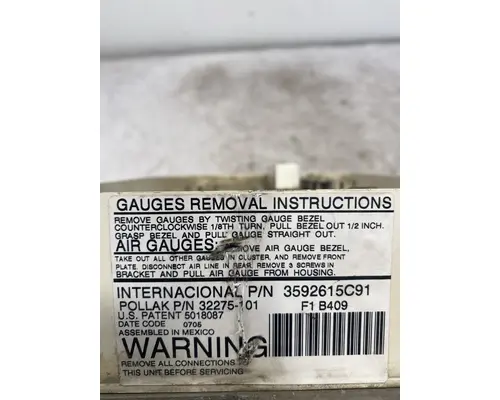 GAUGES REMOVAL INSTRUCTIONS
REMOVE GAUGES BY TWISTING GAUGE BEZEL
COUNTERCLOCKWISE 1/8TH TURN, PULL BEZEL OUT 1/2 INCH.
GRASP BEZEL AND PULL GAUGE STRAIGHT OUT.
AIR GAUGES: REMOVE AIR GAUGE BEZEL,
TAKE OUT ALL OTHER GAGES IN CLUSTER, AND REMOVE FRONT
PLATE. DISCONNECT AIR LINE IN REAR. REMOVE 3 SCREWS IN
BRACKET AND PULL AIR GAUGE FROM HOUSING.
INTERNACIONAL P/N 3592615C91
POLLAK P/N 32275-101 F1 B409
U.S. PATENT 5018087
DATE CODE 0705
ASSEMBLED IN MEXICO
WARNING
REMOVE ALL CONNECTIONS
THIS UNIT BEFORE SERVICING